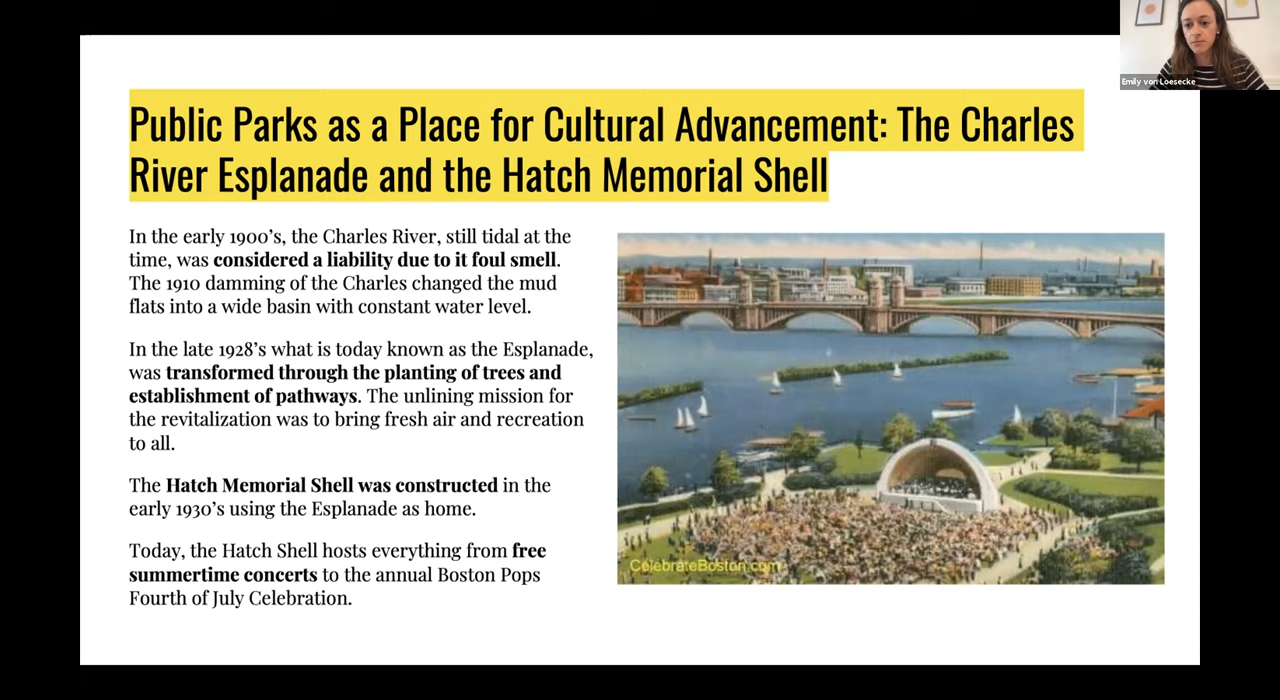 Emily von Loesecke
Public Parks as a Place for Cultural Advancement: The Charles
River Esplanade and the Hatch Memorial Shell
In the early 1900's, the Charles River, still tidal at the
time, was considered a liability due to it foul smell.
The 1910 damming of the Charles changed the mud
flats into a wide basin with constant water level.
In the late 1928's what is today known as the Esplanade,
was transformed through the planting of trees and
establishment of pathways. The unlining mission for
the revitalization was to bring fresh air and recreation
to all.
The Hatch Memorial Shell was constructed in the
early 1930's using the Esplanade as home.
Today, the Hatch Shell hosts everything from free
summertime concerts to the annual Boston Pops
Fourth of July Celebration.
CelebrateBoston.com